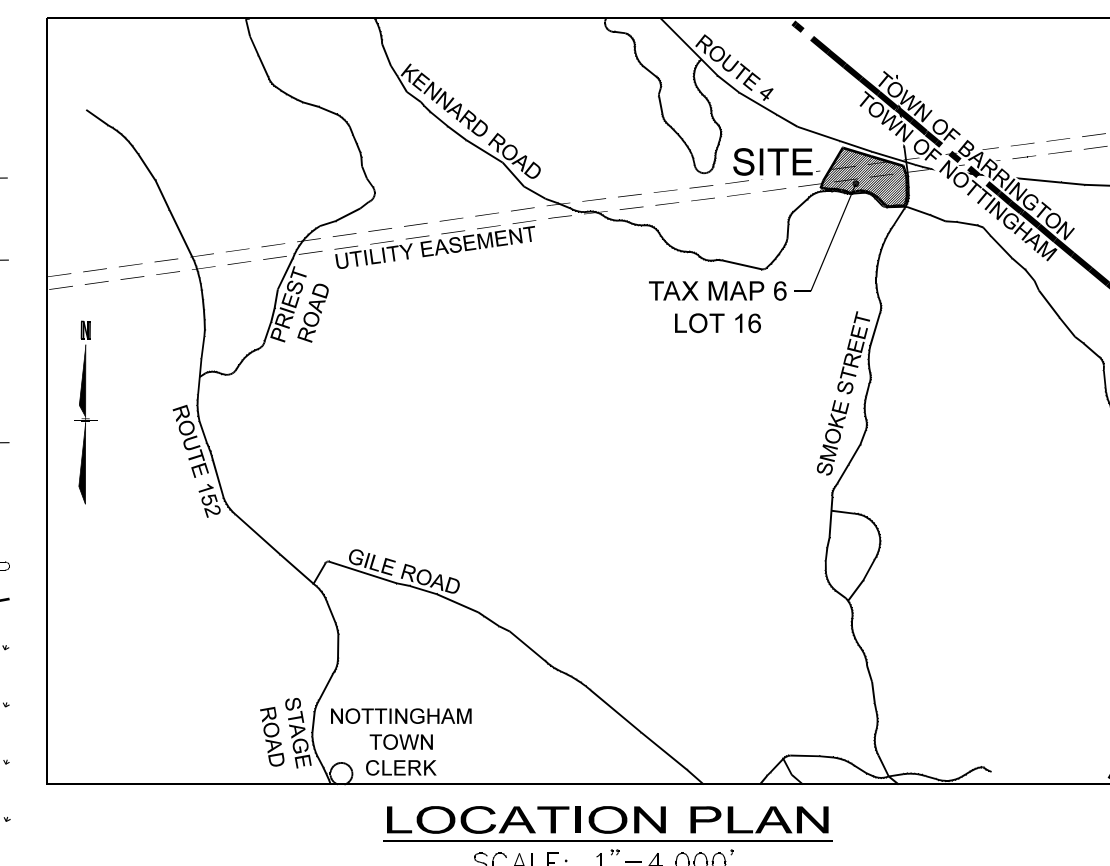 ROUTE 4
KENNARD ROAD
TOWN OF BARRINGTON
TOWN OF NOTTINGHAM
SITE
UTILITY EASEMENT
PRIEST
ROAD
TAX MAP 6
LOT 16
N
SMOKE STREET
ROUTE 152
GILE ROAD
STAGE
ROAD
NOTTINGHAM
TOWN
CLERK
LOCATION PLAN
SCALE: 1"=4,000'